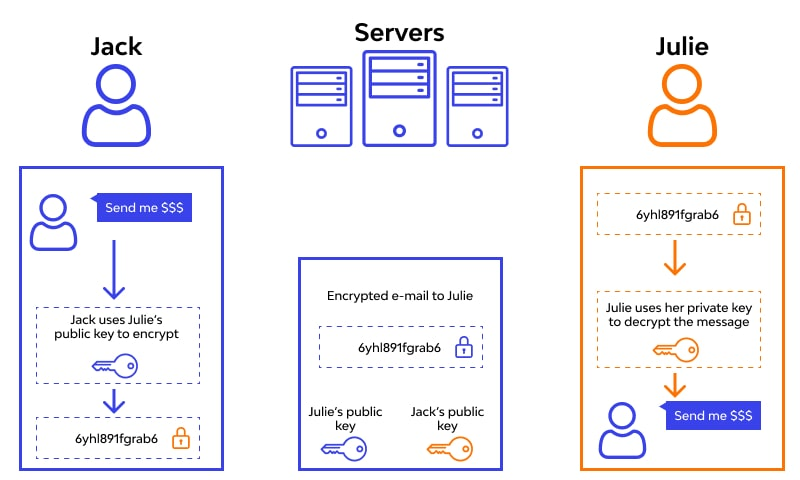 Jack
Servers
Julie
Send me $$$
Jack uses Julie's
public key to encrypt
6yhl891fgrab6
Encrypted e-mail to Julie
6yhl891fgrab6
Julie's public
key
Jack's public
key
6yhl891fgrab6
Julie uses her private key
to decrypt the message
Send me $$$